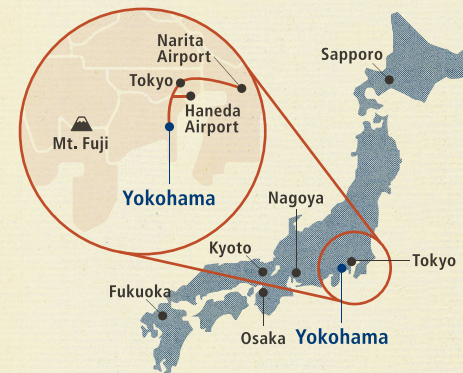 Narita
Airport
Tokyo
Haneda
Airport
Mt. Fuji
Yokohama
Sapporo
Nagoya
Kyoto
Tokyo
Fukuoka
Osaka
Yokohama